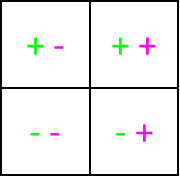 + - + +
- - - +